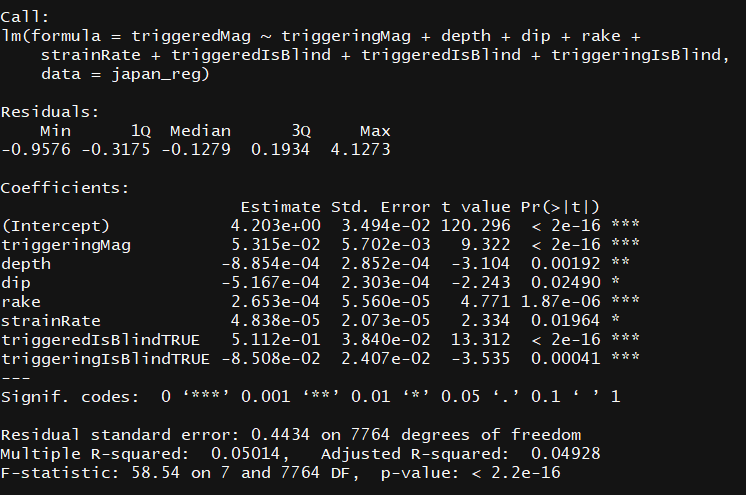 Call:
lm(formula = triggeredMag ~ triggeringMag + depth + dip + rake +
    strainRate + triggeredIsBlind + triggeredIsBlind + triggeringIsBlind,
    data = japan_reg)

Residuals:
    Min      1Q  Median      3Q     Max
-0.9576 -0.3175 -0.1279  0.1934  4.1273

Coefficients:
                        Estimate Std. Error t value Pr(>|t|)
(Intercept)            4.203e+00  3.494e-02 120.296  < 2e-16 ***
triggeringMag          5.315e-02  5.702e-03   9.322  < 2e-16 ***
depth                 -8.854e-04  2.852e-04  -3.104  0.00192 **
dip                   -5.167e-04  2.303e-04  -2.243  0.02490 *
rake                   2.653e-04  5.560e-05   4.771 1.87e-06 ***
strainRate             4.838e-05  2.073e-05   2.334  0.01964 *
triggeredIsBlindTRUE   5.112e-01  3.840e-02  13.312  < 2e-16 ***
triggeringIsBlindTRUE -8.508e-02  2.407e-02  -3.535  0.00041 ***
---
Signif. codes:  0 ‘***’ 0.001 ‘**’ 0.01 ‘*’ 0.05 ‘.’ 0.1 ‘ ’ 1

Residual standard error: 0.4434 on 7764 degrees of freedom
Multiple R-squared:  0.05014,   Adjusted R-squared:  0.04928
F-statistic: 58.54 on 7 and 7764 DF,  p-value: < 2.2e-16